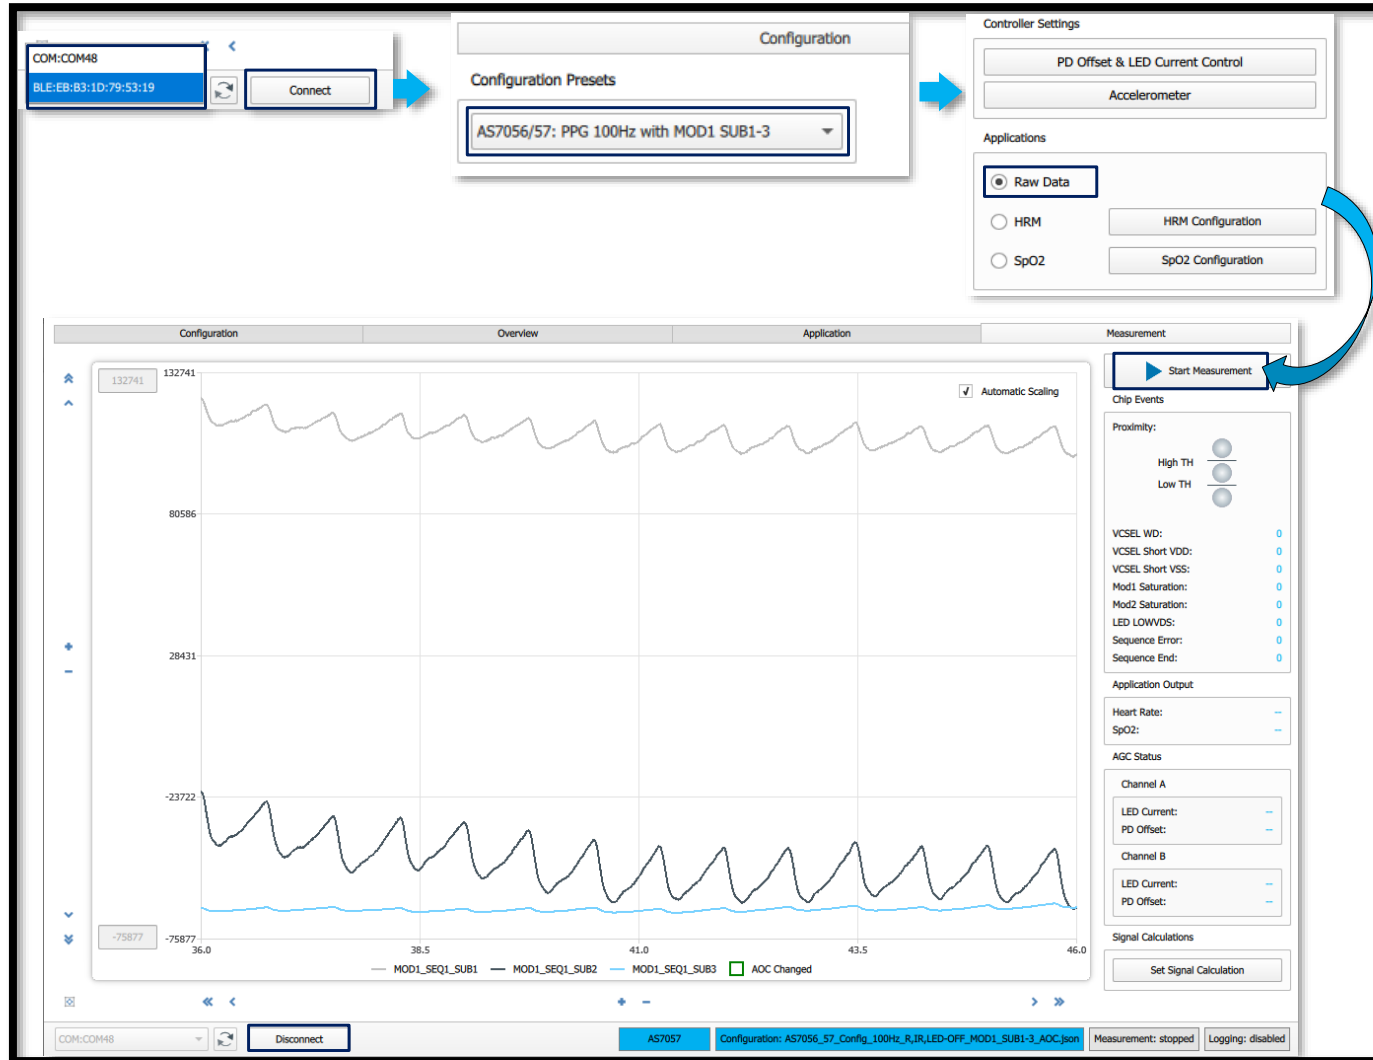 COM:COM48
BLE:EB:B3:1D:79:53:19
Connect
Configuration
Configuration Presets
AS7056/57: PPG 100Hz with MOD1 SUB1-3
Controller Settings
PD Offset & LED Current Control
Accelerometer
Applications
Raw Data
HRM
HRM Configuration
SpO2
SpO2 Configuration
Configuration
Overview
Application
Measurement
132741
132741
Automatic Scaling
80586
28431
-23722
-75877
-75877
36.0
38.5
41.0
43.5
46.0
MOD1_SEQ1_SUB1
MOD1_SEQ1_SUB2
MOD1_SEQ1_SUB3
AOC Changed
Start Measurement
Chip Events
Proximity:
High TH
Low TH
VCSEL WD: 0
VCSEL Short VDD: 0
VCSEL Short VSS: 0
Mod1 Saturation: 0
Mod2 Saturation: 0
LED LOWVDS: 0
Sequence Error: 0
Sequence End: 0
Application Output
Heart Rate: --
SpO2: --
AGC Status
Channel A
LED Current: --
PD Offset: --
Channel B
LED Current: --
PD Offset: --
Signal Calculations
Set Signal Calculation
COM:COM48
Disconnect
AS7057
Configuration: AS7056_57_Config_100Hz_R,IR,LED-OFF_MOD1_SUB1-3_AOC.json
Measurement: stopped
Logging: disabled